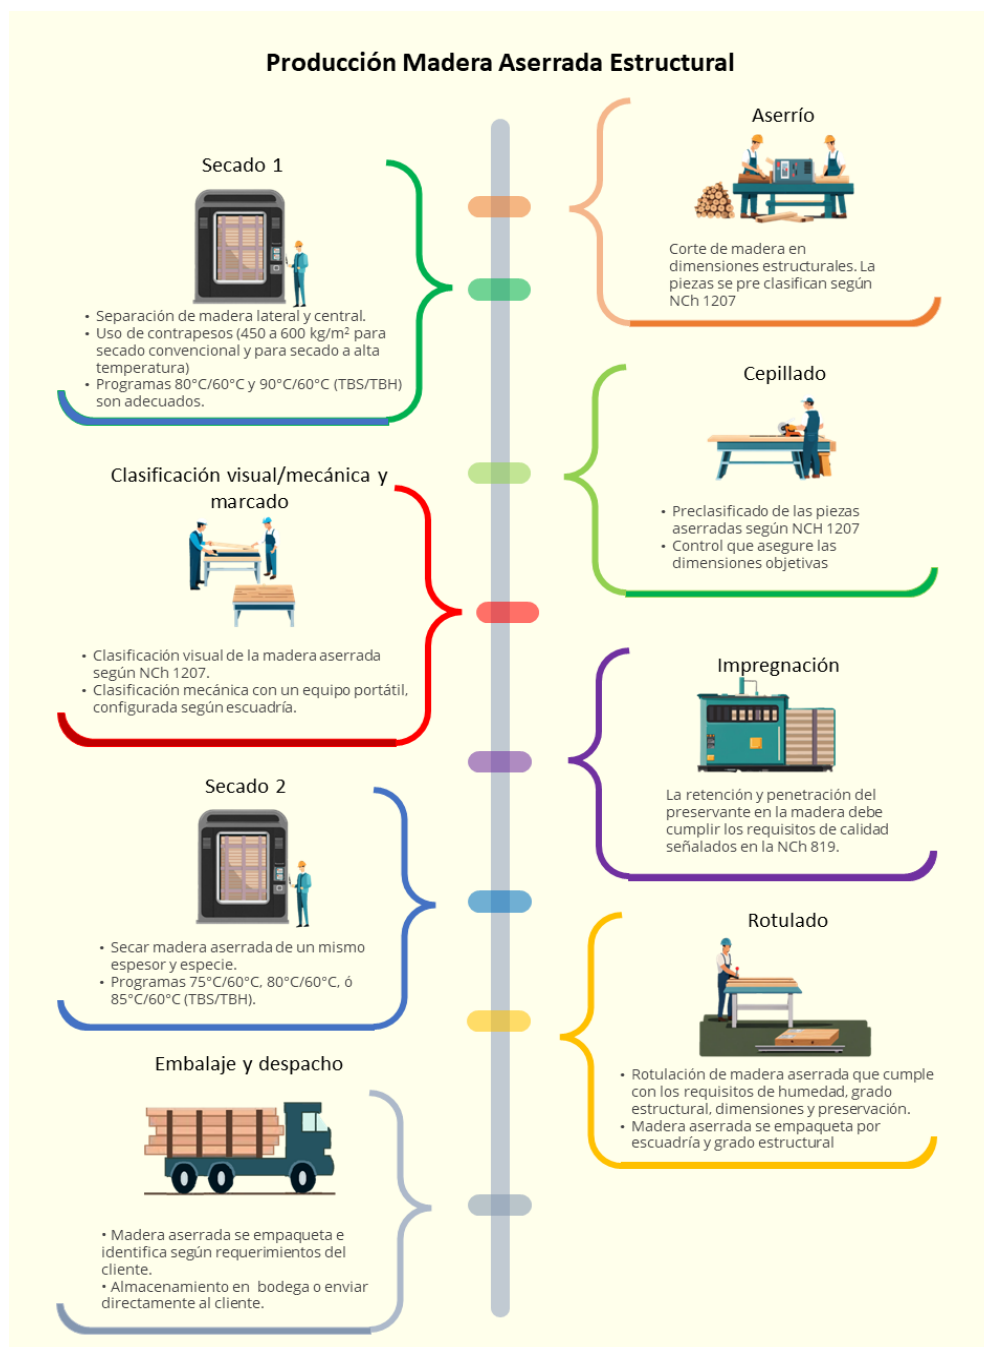 Producción Madera Aserrada Estructural
Aserrío
Corte de madera en
dimensiones estructurales. La
piezas se pre clasifican según
NCh 1207
Secado 1
• Separación de madera lateral y central.
• Uso de contrapesos (450 a 600 kg/m² para
secado convencional y para secado a alta
temperatura)
• Programas 80°C/60°C y 90°C/60°C (TBS/TBH)
son adecuados.
Cepillado
• Preclasificado de las piezas
aserradas según NCH 1207
• Control que asegure las
dimensiones objetivas
Clasificación visual/mecánica y
marcado
• Clasificación visual de la madera aserrada
según NCh 1207.
• Clasificación mecánica con un equipo portátil,
configurada según escuadría.
Impregnación
La retención y penetración del
preservante en la madera debe
cumplir los requisitos de calidad
señalados en la NCh 819.
Secado 2
• Secar madera aserrada de un mismo
espesor y especie.
• Programas 75°C/60°C, 80°C/60°C, ó
85°C/60°C (TBS/TBH).
Rotulado
• Rotulación de madera aserrada que cumple
con los requisitos de humedad, grado
estructural, dimensiones y preservación.
• Madera aserrada se empaqueta por
escuadría y grado estructural
Embalaje y despacho
• Madera aserrada se empaqueta e
identifica según requerimientos del
cliente.
• Almacenamiento en bodega o enviar
directamente al cliente.